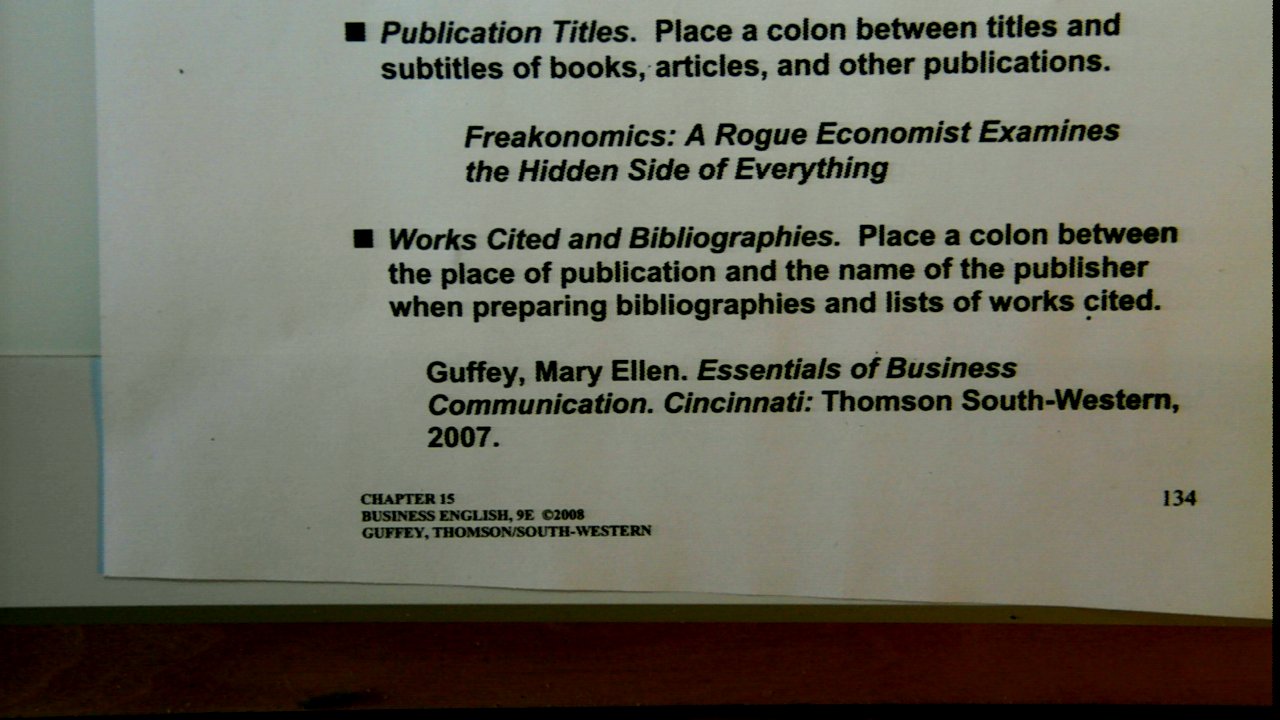 ■ Publication Titles. Place a colon between titles and
subtitles of books, articles, and other publications.
Freakonomics: A Rogue Economist Examines
the Hidden Side of Everything
■ Works Cited and Bibliographies. Place a colon between
the place of publication and the name of the publisher
when preparing bibliographies and lists of works cited.
Guffey, Mary Ellen. Essentials of Business
Communication. Cincinnati: Thomson South-Western,
2007.
CHAPTER 15
BUSINESS ENGLISH, 9E ©2008
GUFFEY, THOMSON/SOUTH-WESTERN
134